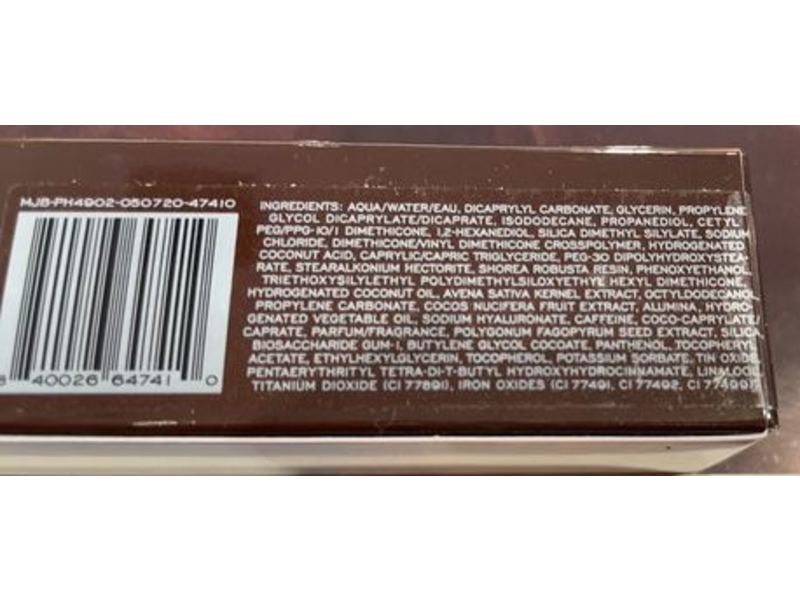 MJB-PH4902-050720-47410
8 40026 64741 0
INGREDIENTS: AQUA/WATER/EAU, DICAPRYLYL CARBONATE, GLYCERIN, PROPYLENE
GLYCOL DICAPRYLATE/DICAPRATE, ISODODECANE, PROPANEDIOL, CETYL
PEG/PPG-10/1 DIMETHICONE, 1,2-HEXANEDIOL, SILICA DIMETHYL SILYLATE, SODIUM
CHLORIDE, DIMETHICONE/VINYL DIMETHICONE CROSSPOLYMER, HYDROGENATED
COCONUT ACID, CAPRYLIC/CAPRIC TRIGLYCERIDE, PEG-30 DIPOLYHYDROXYSTEA-
RATE, STEARALKONIUM HECTORITE, SHOREA ROBUSTA RESIN, PHENOXYETHANOL,
TRIETHOXYSILYLETHYL POLYDIMETHYLSILOXYETHYL HEXYL DIMETHICONE,
HYDROGENATED COCONUT OIL, AVENA SATIVA KERNEL EXTRACT, OCTYLDODECANOL,
PROPYLENE CARBONATE, COCOS NUCIFERA FRUIT EXTRACT, ALUMINA, HYDRO-
GENATED VEGETABLE OIL, SODIUM HYALURONATE, CAFFEINE, COCO-CAPRYLATE/
CAPRATE, PARFUM/FRAGRANCE, POLYGONUM FAGOPYRUM SEED EXTRACT, SILICA,
BIOSACCHARIDE GUM-1, BUTYLENE GLYCOL COCOATE, PANTHENOL, TOCOPHERYL
ACETATE, ETHYLHEXYLGLYCERIN, TOCOPHEROL, POTASSIUM SORBATE, TIN OXIDE,
PENTAERYTHRITYL TETRA-DI-T-BUTYL HYDROXYHYDROCINNAMATE, LINALOOL,
TITANIUM DIOXIDE (CI 77891), IRON OXIDES (CI 77491, CI 77492, CI 77499)